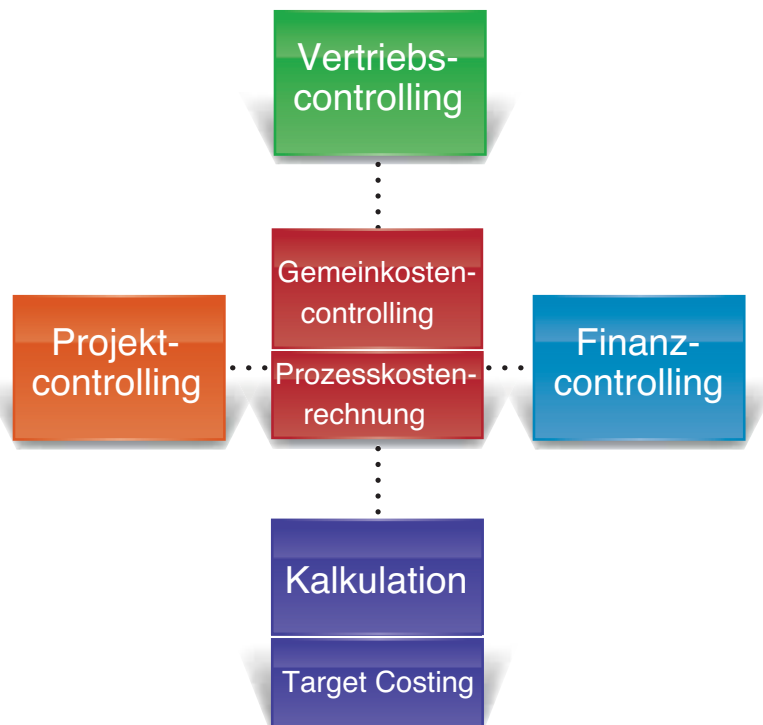 Vertriebs-
controlling
Gemeinkosten-
controlling
Projekt-
controlling
Prozesskosten-
rechnung
Finanz-
controlling
Kalkulation
Target Costing